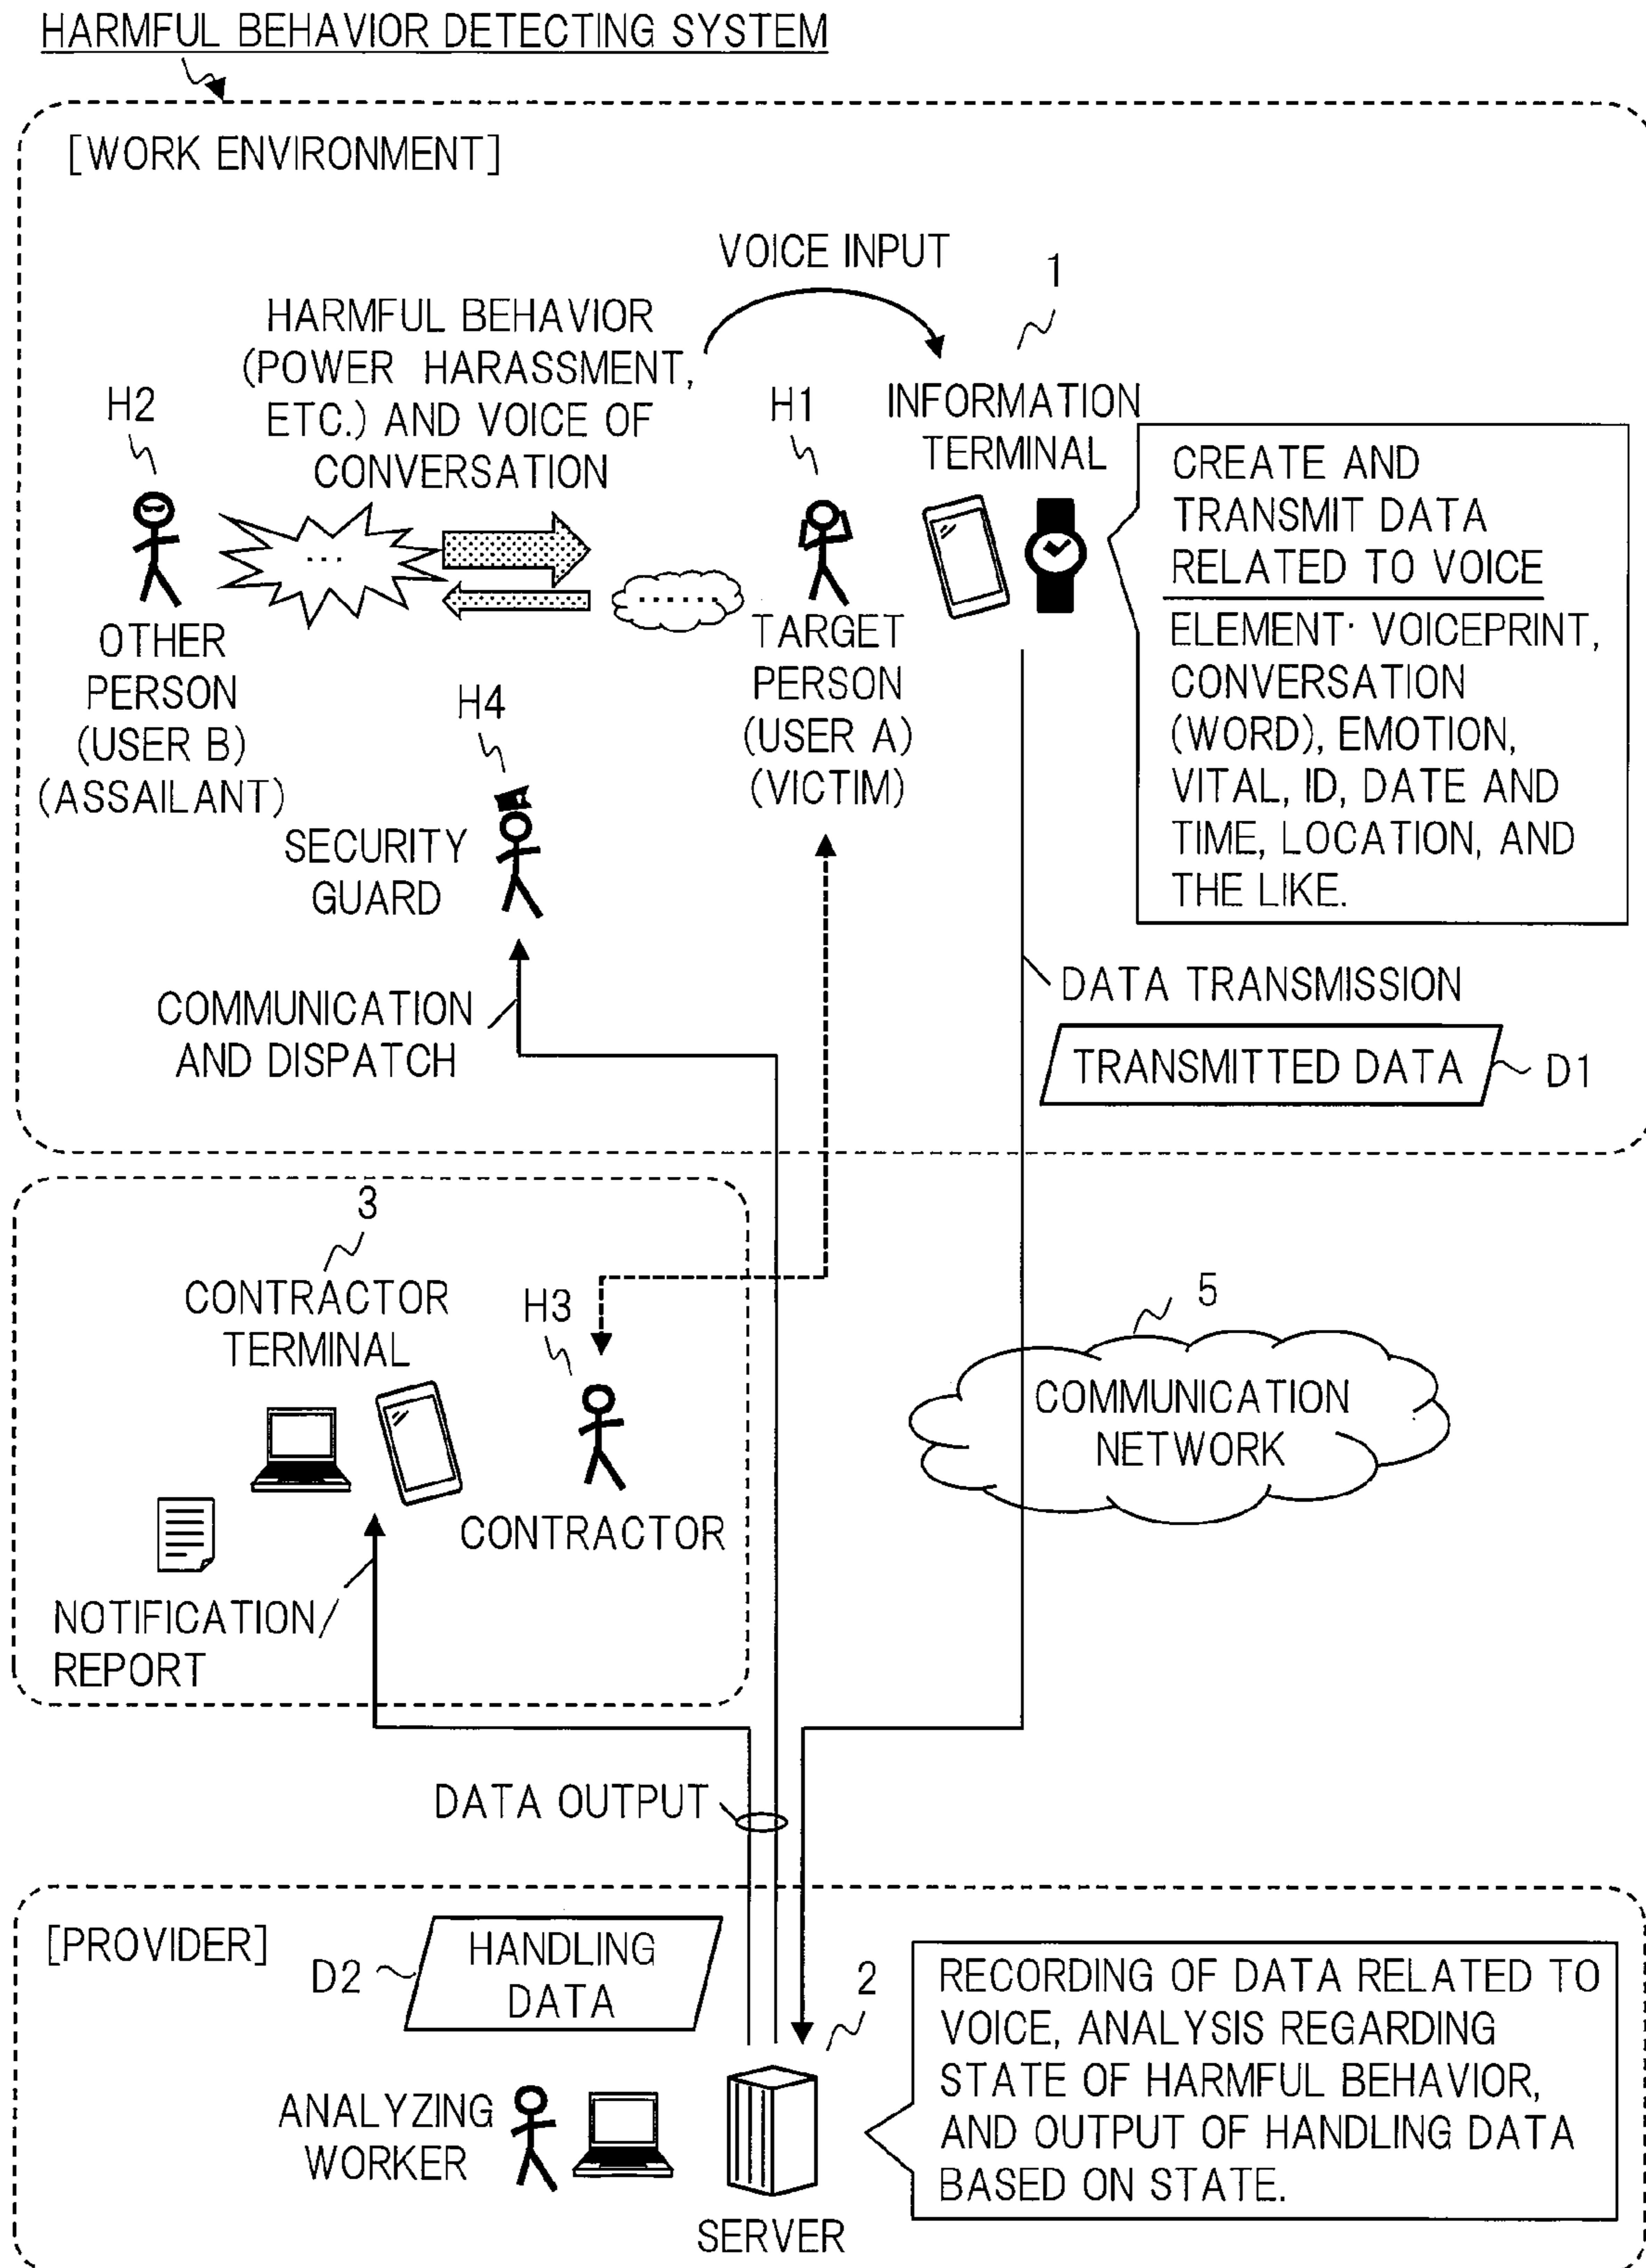 HARMFUL BEHAVIOR DETECTING SYSTEM
[WORK ENVIRONMENT]
VOICE INPUT
1
HARMFUL BEHAVIOR
(POWER HARASSMENT,
ETC.) AND VOICE OF
CONVERSATION
H2
H1
INFORMATION
TERMINAL
CREATE AND
TRANSMIT DATA
RELATED TO VOICE
ELEMENT· VOICEPRINT,
CONVERSATION
(WORD), EMOTION,
VITAL, ID, DATE AND
TIME, LOCATION, AND
THE LIKE.
...
.......
OTHER
PERSON
(USER B)
(ASSAILANT)
TARGET
PERSON
(USER A)
(VICTIM)
H4
SECURITY
GUARD
COMMUNICATION
AND DISPATCH
DATA TRANSMISSION
TRANSMITTED DATA
D1
3
CONTRACTOR
TERMINAL
H3
CONTRACTOR
NOTIFICATION/
REPORT
5
COMMUNICATION
NETWORK
DATA OUTPUT
[PROVIDER]
D2
HANDLING
DATA
2
RECORDING OF DATA RELATED TO
VOICE, ANALYSIS REGARDING
STATE OF HARMFUL BEHAVIOR,
AND OUTPUT OF HANDLING DATA
BASED ON STATE.
ANALYZING
WORKER
SERVER